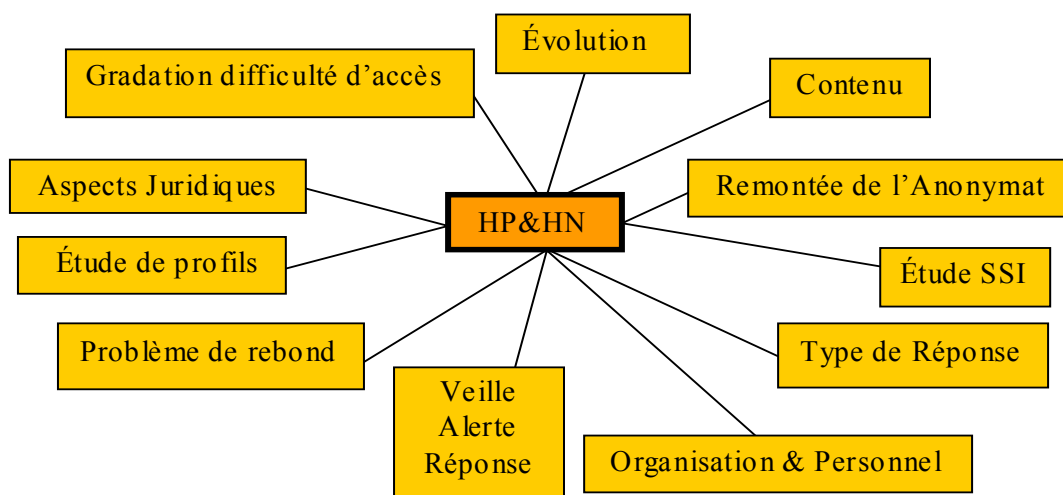 Évolution
Gradation difficulté d'accès
Contenu
Aspects Juridiques
Remontée de l'Anonymat
HP&HN
Étude de profils
Étude SSI
Problème de rebond
Type de Réponse
Veille
Alerte
Réponse
Organisation & Personnel